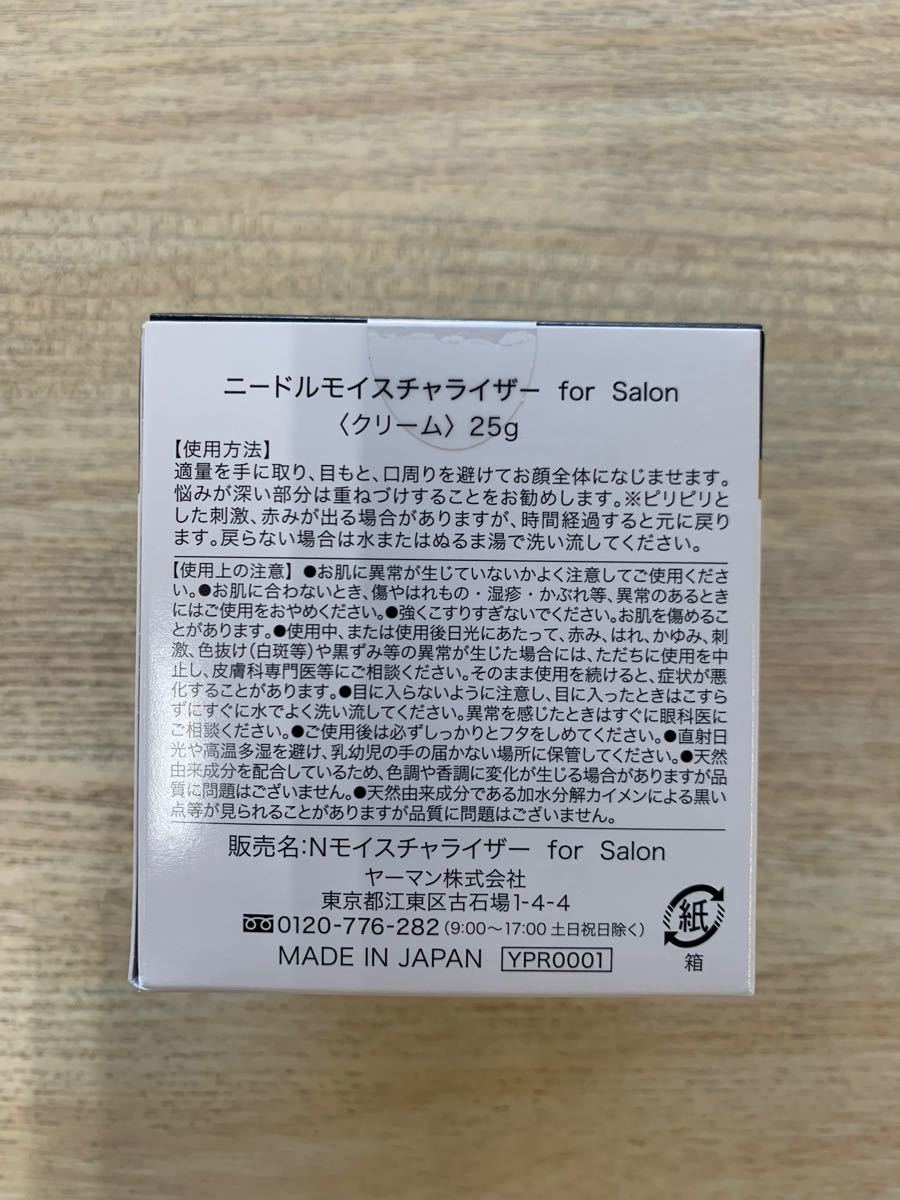 ニードルモイスチャライザー for Salon
〈クリーム〉25g
【使用方法】
適量を手に取り、目もと、口周りを避けてお顔全体になじませます。
悩みが深い部分は重ねづけすることをお勧めします。※ピリピリと
した刺激、赤みが出る場合がありますが、時間経過すると元に戻り
ます。戻らない場合は水またはぬるま湯で洗い流してください。
【使用上の注意】●お肌に異常が生じていないかよく注意してご使用くださ
い。●お肌に合わないとき、傷やはれもの・湿疹・かぶれ等、異常のあるとき
にはご使用をおやめください。●強くこすりすぎないでください。お肌を傷めるこ
とがあります。●使用中、または使用後日光にあたって、赤み、はれ、かゆみ、刺
激、色抜け(白斑等)や黒ずみ等の異常が生じた場合には、ただちに使用を中
止し、皮膚科専門医等にご相談ください。そのまま使用を続けると、症状が悪
化することがあります。●目に入らないように注意し、目に入ったときはこすら
ずにすぐに水でよく洗い流してください。異常を感じたときはすぐに眼科医に
ご相談ください。●ご使用後は必ずしっかりとフタをしめてください。●直射日
光や高温多湿を避け、乳幼児の手の届かない場所に保管してください。●天然
由来成分を配合しているため、色調や香調に変化が生じる場合がありますが品
質に問題はございません。●天然由来成分である加水分解カイメンによる黒い
点等が見られることがありますが品質に問題はございません。
販売名:Nモイスチャライザー for Salon
ヤーマン株式会社
東京都江東区古石場1-4-4
0120-776-282(9:00〜17:00 土日祝日除く)
MADE IN JAPAN YPR0001
紙
箱